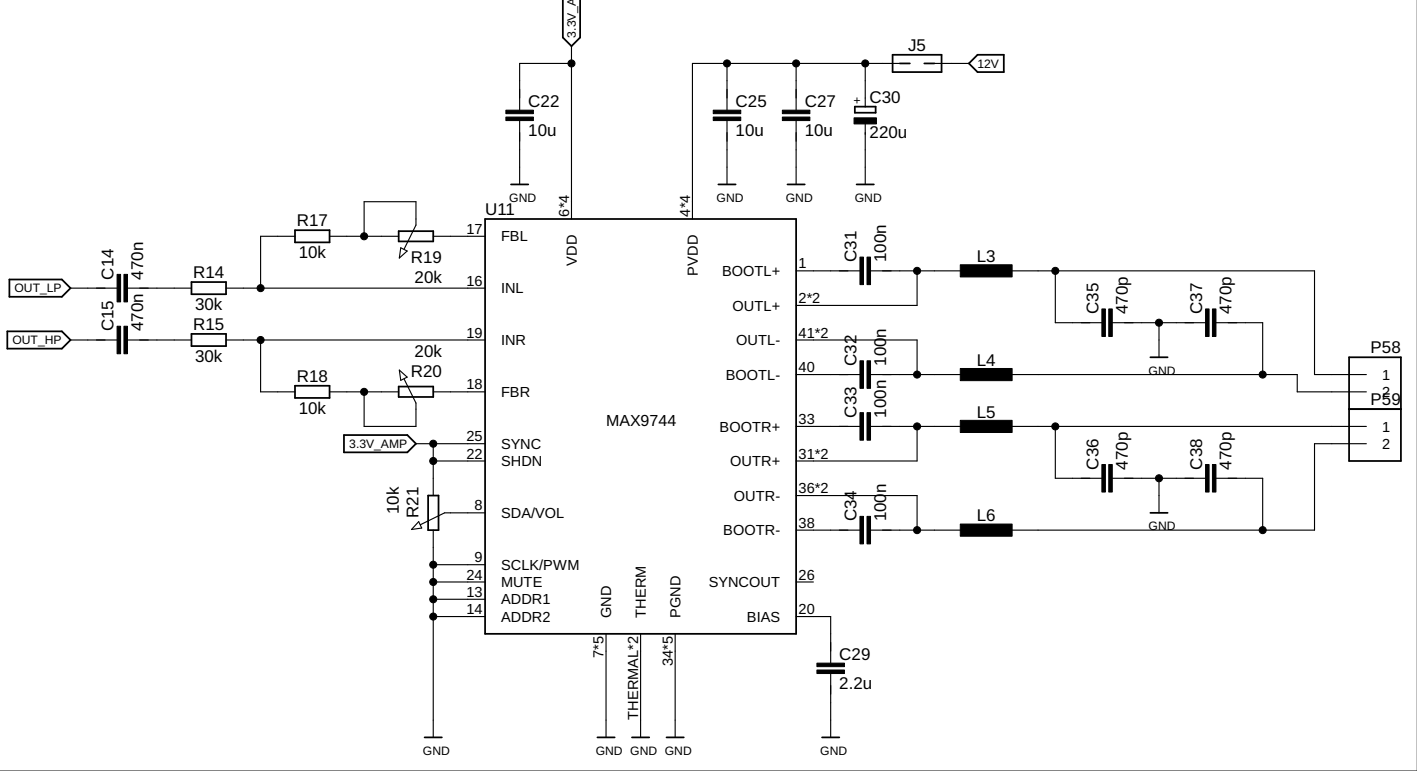 3.3V_A
J5
12V
C22
10u
GND
C25
10u
GND
C27
10u
GND
C30
+
220u
GND
U11
6*4
4*4
VDD
PVDD
R17
10k
R19
20k
17
FBL
OUT_LP
C14
470n
R14
30k
16
INL
OUT_HP
C15
470n
R15
30k
19
INR
R18
10k
20k
R20
18
FBR
3.3V_AMP
25
SYNC
22
SHDN
10k
R21
8
SDA/VOL
9
SCLK/PWM
24
MUTE
13
ADDR1
14
ADDR2
GND
MAX9744
BOOTL+
1
C31
100n
L3
OUTL+
2*2
OUTL-
41*2
C32
100n
BOOTL-
40
L4
C35
470p
C37
470p
GND
P58
1
2
BOOTR+
33
C33
100n
L5
OUTR+
31*2
OUTR-
36*2
C34
100n
BOOTR-
38
L6
C36
470p
C38
470p
GND
P59
1
2
SYNCOUT
26
BIAS
20
C29
2.2u
GND
GND
THERM
PGND
7*5
THERMAL*2
34*5
GND
GND
GND